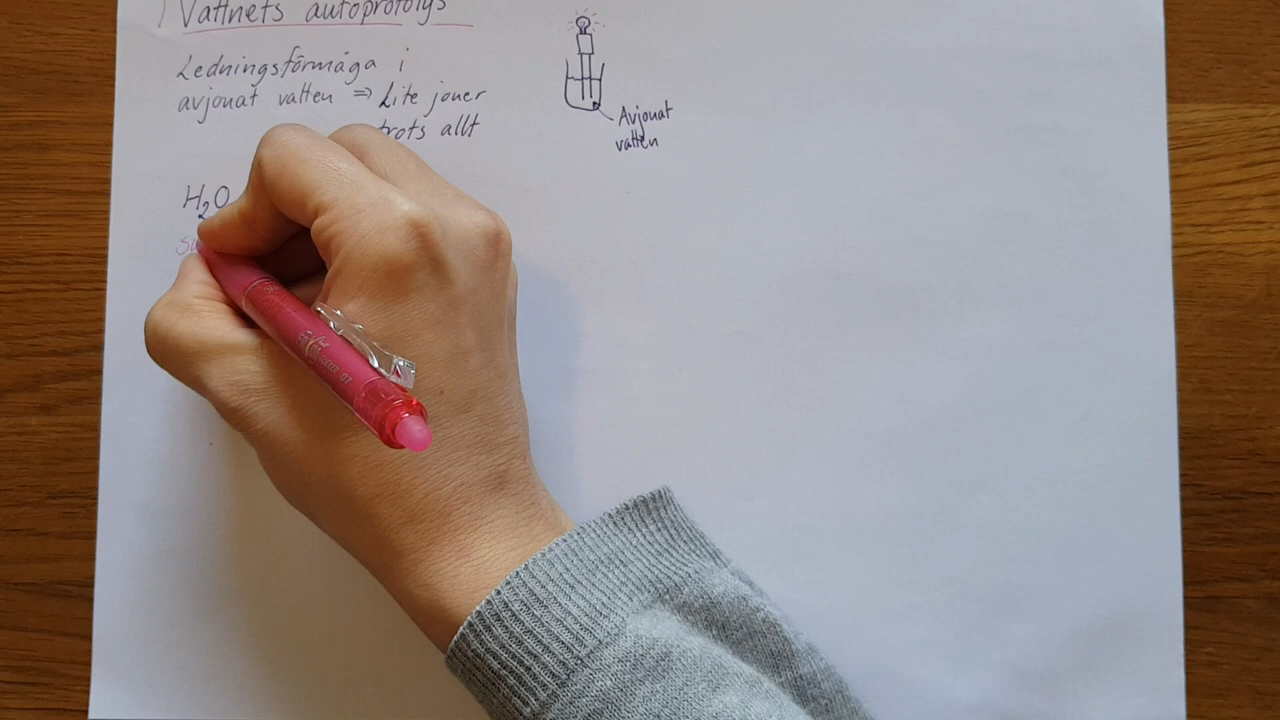 Vattnets autoprotolys
Ledningsförmåga i
avjonat vatten ⇒ Lite joner
trots allt
Avjonat
vatten
H₂O